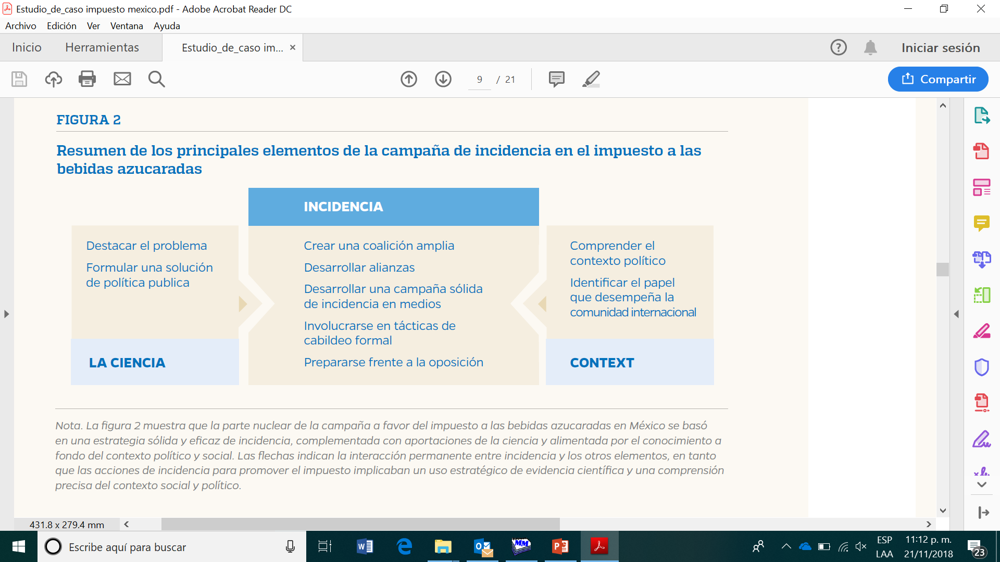 Estudio_de_caso impuesto mexico.pdf - Adobe Acrobat Reader DC
Archivo Edición Ver Ventana Ayuda
Inicio Herramientas Estudio_de_caso im... ×
? Iniciar sesión
9 / 21
Compartir
FIGURA 2
Resumen de los principales elementos de la campaña de incidencia en el impuesto a las
bebidas azucaradas
INCIDENCIA
Destacar el problema
Formular una solución
de política publica
LA CIENCIA
Crear una coalición amplia
Desarrollar alianzas
Desarrollar una campaña sólida
de incidencia en medios
Involucrarse en tácticas de
cabildeo formal
Prepararse frente a la oposición
Comprender el
contexto político
Identificar el papel
que desempeña la
comunidad internacional
CONTEXT
Nota. La figura 2 muestra que la parte nuclear de la campaña a favor del impuesto a las bebidas azucaradas en México se basó
en una estrategia sólida y eficaz de incidencia, complementada con aportaciones de la ciencia y alimentada por el conocimiento a
fondo del contexto político y social. Las flechas indican la interacción permanente entre incidencia y los otros elementos, en tanto
que las acciones de incidencia para promover el impuesto implicaban un uso estratégico de evidencia científica y una comprensión
precisa del contexto social y político.
431.8 x 279.4 mm
Escribe aquí para buscar
ESP
LAA
11:12 p. m.
21/11/2018
23